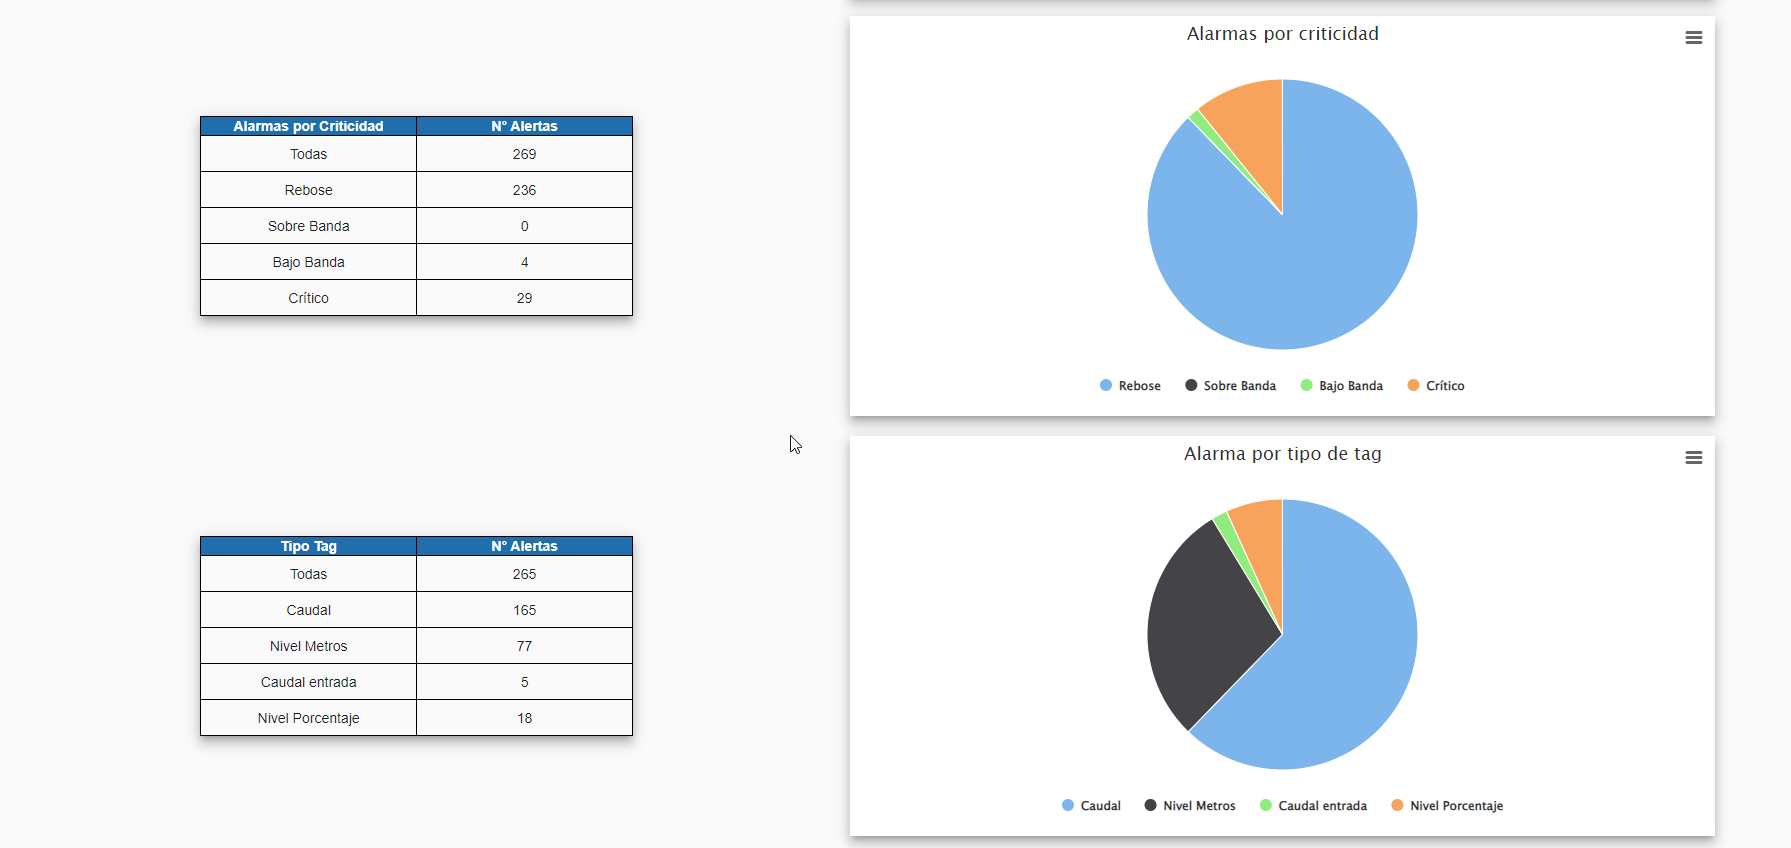 Alarmas por Criticidad N° Alertas
Todas 269
Rebose 236
Sobre Banda 0
Bajo Banda 4
Crítico 29
Alarmas por criticidad
Rebose Sobre Banda Bajo Banda Crítico
Tipo Tag N° Alertas
Todas 265
Caudal 165
Nivel Metros 77
Caudal entrada 5
Nivel Porcentaje 18
Alarma por tipo de tag
Caudal Nivel Metros Caudal entrada Nivel Porcentaje